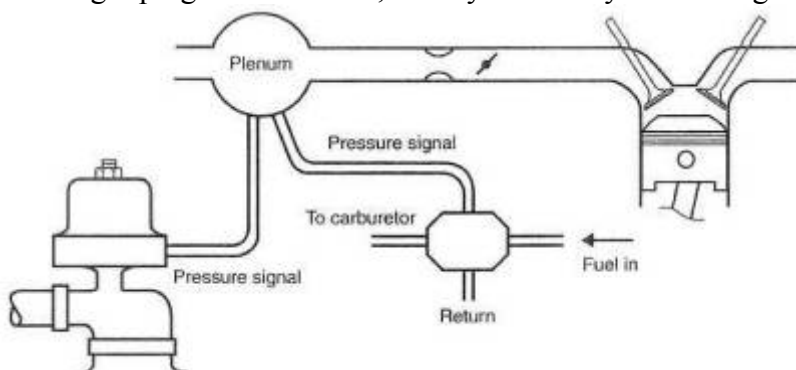 Plenum
Pressure signal
To carburetor
Fuel in
Pressure signal
Return